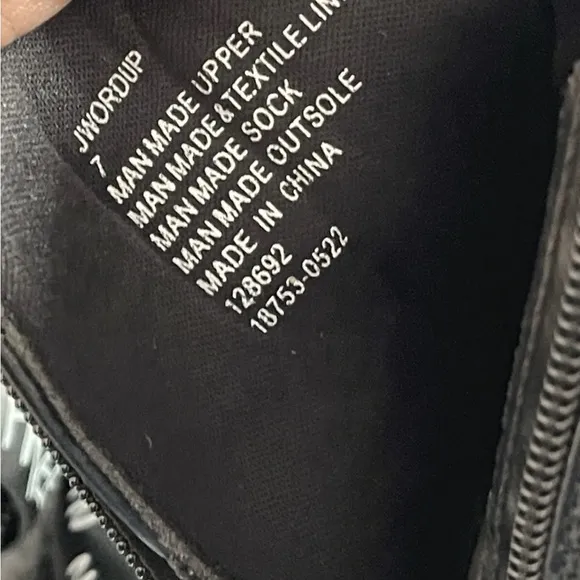 JWORDUP
7
MAN MADE UPPER
MAN MADE & TEXTILE
MAN MADE SOCK
MAN MADE OUTSOLE
MADE IN CHINA
128692
18753-0522